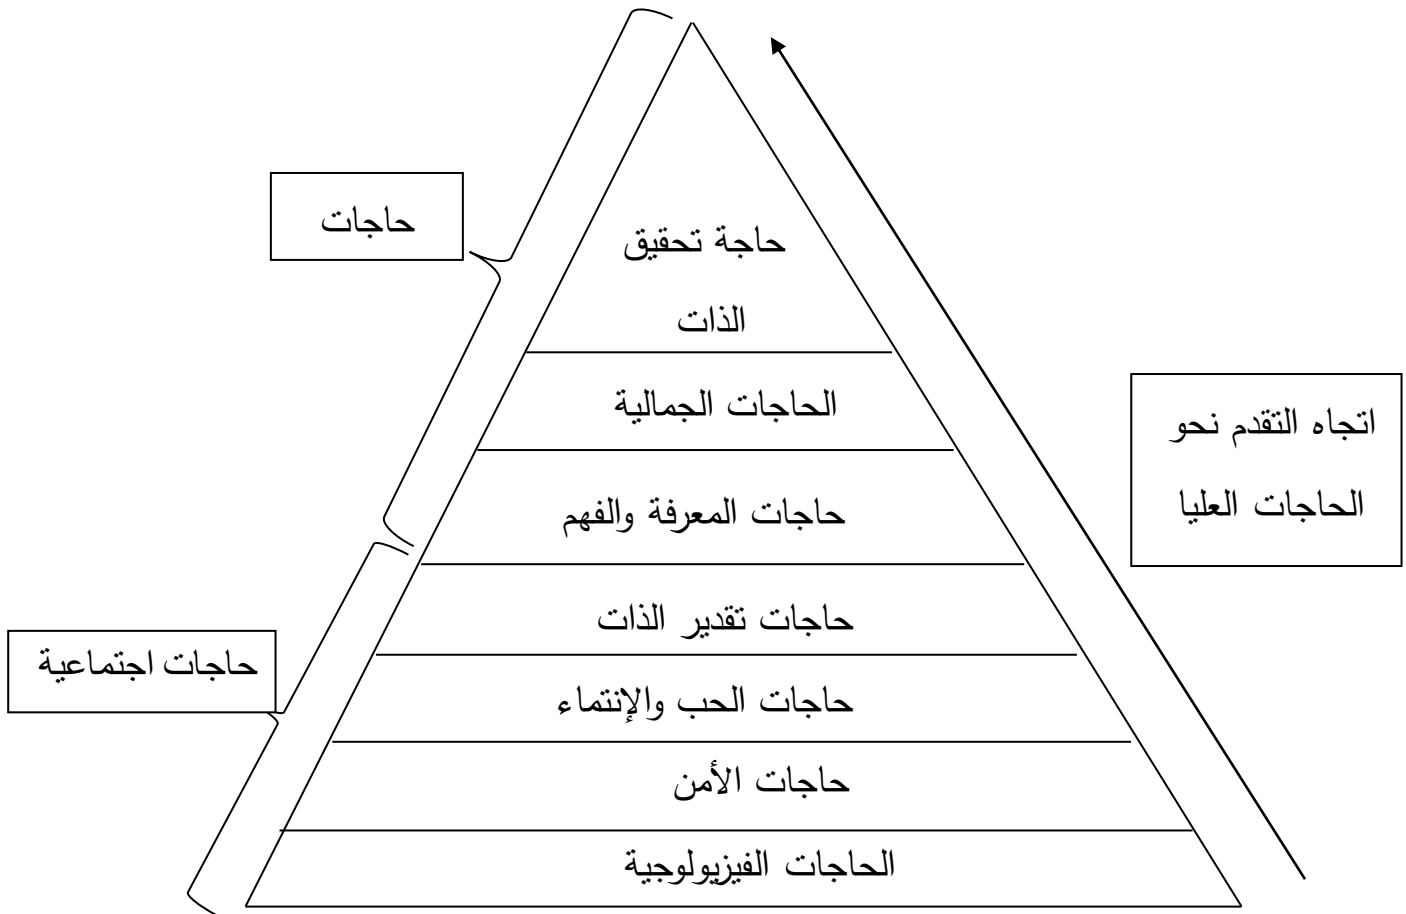 حاجات
حاجة تحقيق
الذات
الحاجات الجمالية
اتجاه التقدم نحو
الحاجات العليا
حاجات المعرفة والفهم
حاجات تقدير الذات
حاجات اجتماعية
حاجات الحب والإنتماء
حاجات الأمن
الحاجات الفيزيولوجية